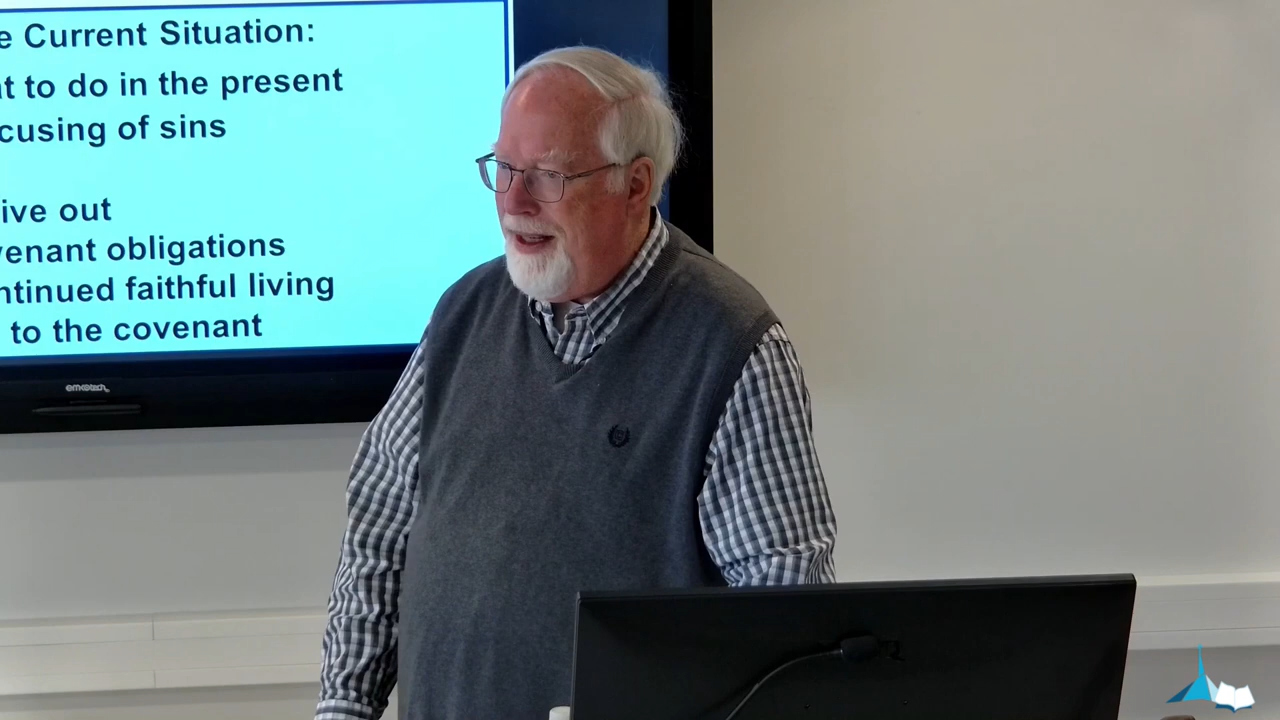 e Current Situation:
at to do in the present
cusing of sins
ive out
venant obligations
ntinued faithful living
to the covenant
emkotech